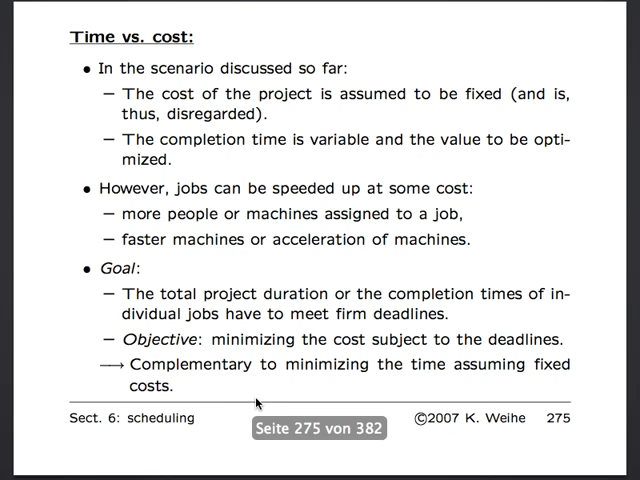 Time vs. cost:
• In the scenario discussed so far:
– The cost of the project is assumed to be fixed (and is,
thus, disregarded).
– The completion time is variable and the value to be opti-
mized.
• However, jobs can be speeded up at some cost:
– more people or machines assigned to a job,
– faster machines or acceleration of machines.
• Goal:
– The total project duration or the completion times of in-
dividual jobs have to meet firm deadlines.
– Objective: minimizing the cost subject to the deadlines.
⟶ Complementary to minimizing the time assuming fixed
costs.
Sect. 6: scheduling ©2007 K. Weihe 275
Seite 275 von 382